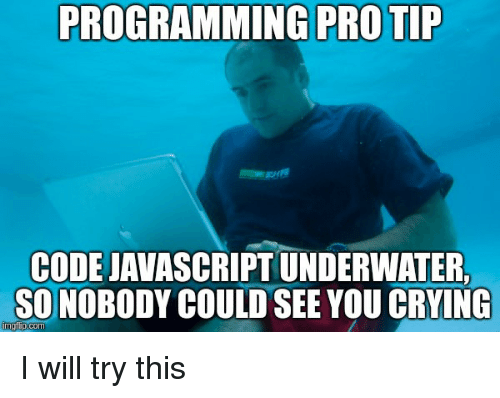 PROGRAMMING PRO TIP
CODE JAVASCRIPT UNDERWATER,
SO NOBODY COULD SEE YOU CRYING
imgflip.com
I will try this